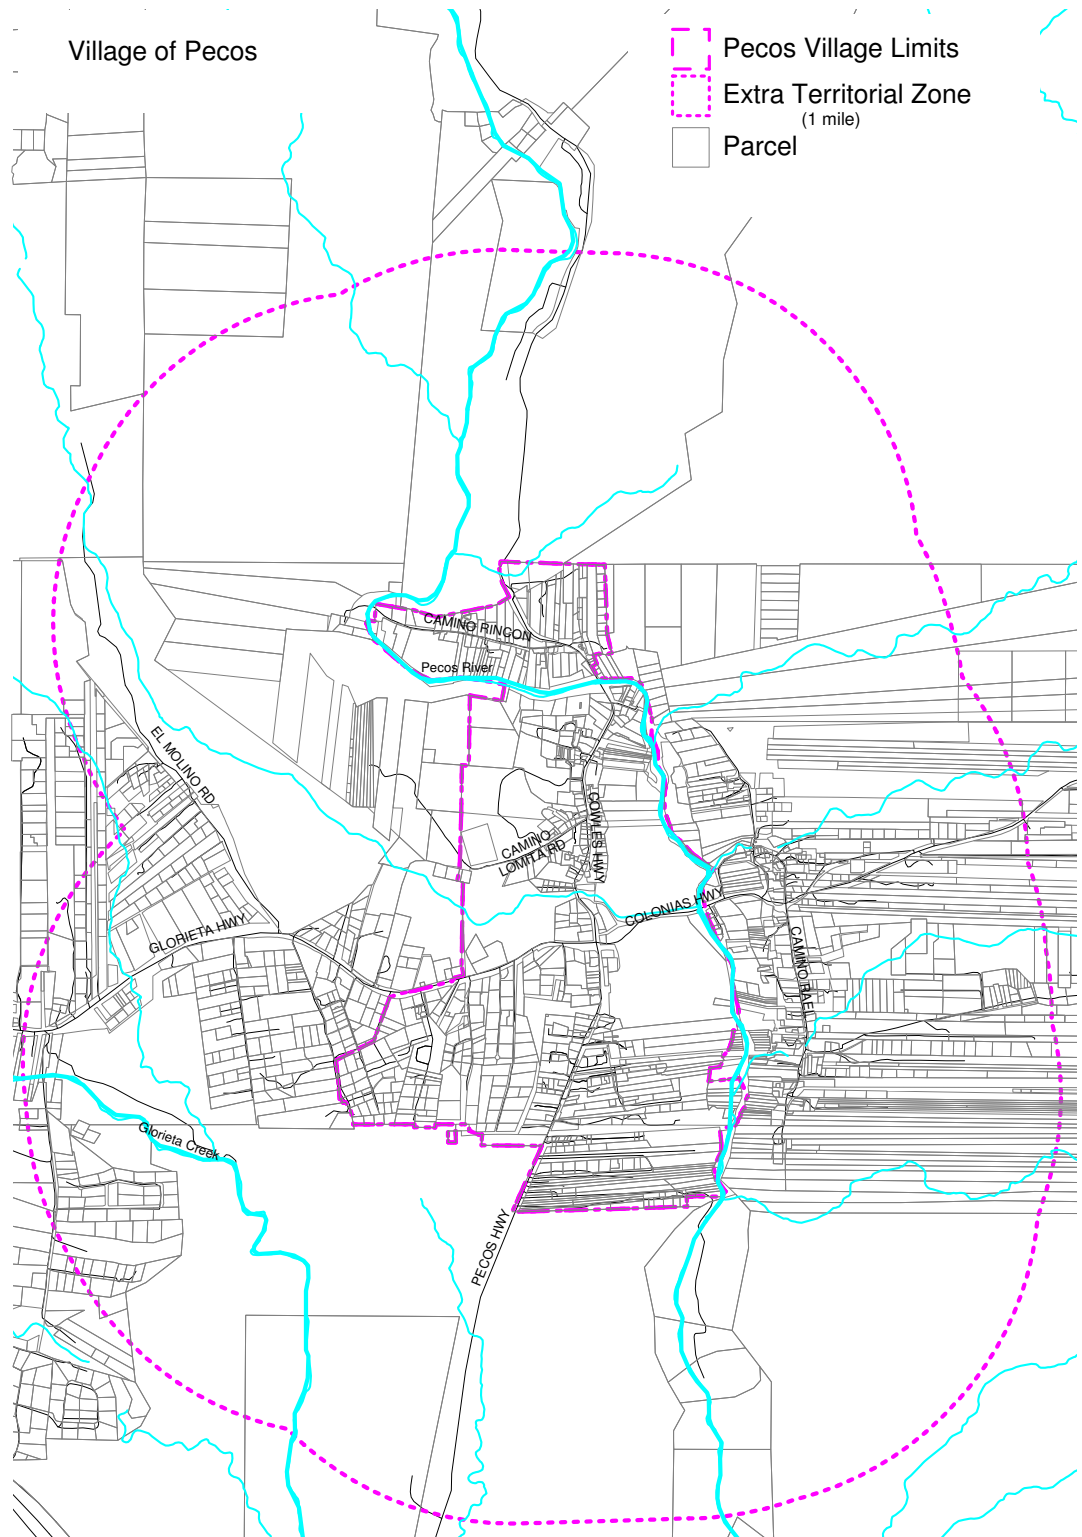 Village of Pecos
Pecos Village Limits
Extra Territorial Zone
(1 mile)
Parcel
CAMINO RINCON
Pecos River
EL MOLINO RD
COWLES HWY
CAMINO
LOMITA RD
COLONIAS HWY
GLORIETA HWY
CAMINO RAEL
Glorieta Creek
PECOS HWY